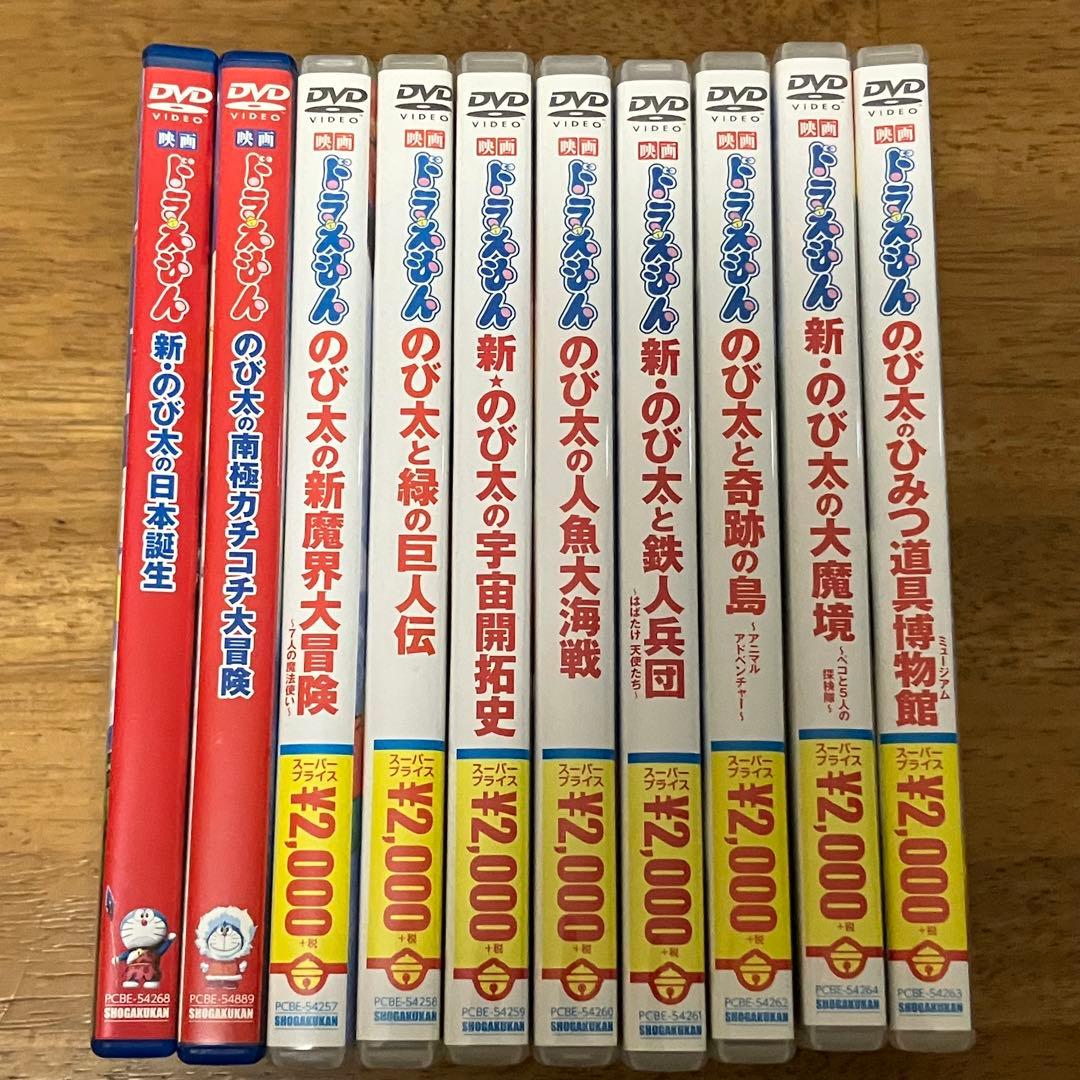 DVD
VIDEO
映画
ドラえもん
新・のび太の日本誕生
PCBE-54268
SHOGAKUKAN
DVD
VIDEO
映画
ドラえもん
のび太の南極カチコチ大冒険
PCBE-54889
SHOGAKUKAN
DVD
VIDEO
映画
ドラえもん
のび太の新魔界大冒険
~7人の魔法使い~
スーパー
プライス
¥2,000
+税
PCBE-54257
SHOGAKUKAN
DVD
VIDEO
映画
ドラえもん
のび太と緑の巨人伝
スーパー
プライス
¥2,000
+税
PCBE-54258
SHOGAKUKAN
DVD
VIDEO
映画
ドラえもん
新★のび太の宇宙開拓史
スーパー
プライス
¥2,000
+税
PCBE-54259
SHOGAKUKAN
DVD
VIDEO
映画
ドラえもん
のび太の人魚大海戦
スーパー
プライス
¥2,000
+税
PCBE-54260
SHOGAKUKAN
DVD
VIDEO
映画
ドラえもん
新・のび太と鉄人兵団
~はばたけ 天使たち~
スーパー
プライス
¥2,000
+税
PCBE-54261
SHOGAKUKAN
DVD
VIDEO
映画
ドラえもん
のび太と奇跡の島
~アニマル
アドベンチャー~
スーパー
プライス
¥2,000
+税
PCBE-54262
SHOGAKUKAN
DVD
VIDEO
映画
ドラえもん
新・のび太の大魔境
~ペコと5人の
探検隊~
スーパー
プライス
¥2,000
+税
PCBE-54264
SHOGAKUKAN
DVD
VIDEO
映画
ドラえもん
のび太のひみつ道具博物館
ミュージアム
スーパー
プライス
¥2,000
+税
PCBE-54263
SHOGAKUKAN